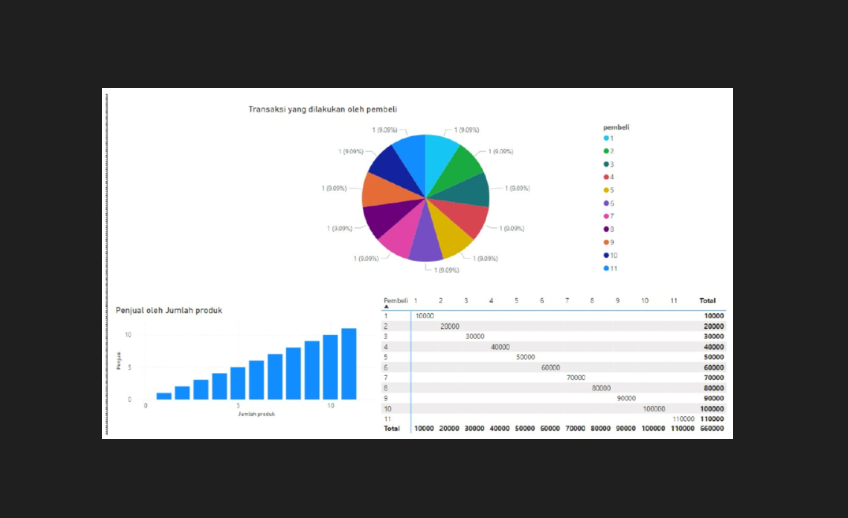 Transaksi yang dilakukan oleh pembeli
1 (9.09%)
1 (9.09%)
1 (9.09%)
1 (9.09%)
1 (9.09%)
1 (9.09%)
1 (9.09%)
1 (9.09%)
1 (9.09%)
1 (9.09%)
1 (9.09%)
pembeli
1
2
3
4
5
6
7
8
9
10
11
Penjual oleh Jumlah produk
Penjual
10
5
0
0 5 10
Jumlah produk
Pembeli 1 2 3 4 5 6 7 8 9 10 11 Total
1 10000 10000
2 20000 20000
3 30000 30000
4 40000 40000
5 50000 50000
6 60000 60000
7 70000 70000
8 80000 80000
9 90000 90000
10 100000 100000
11 110000 110000
Total 10000 20000 30000 40000 50000 60000 70000 80000 90000 100000 110000 660000